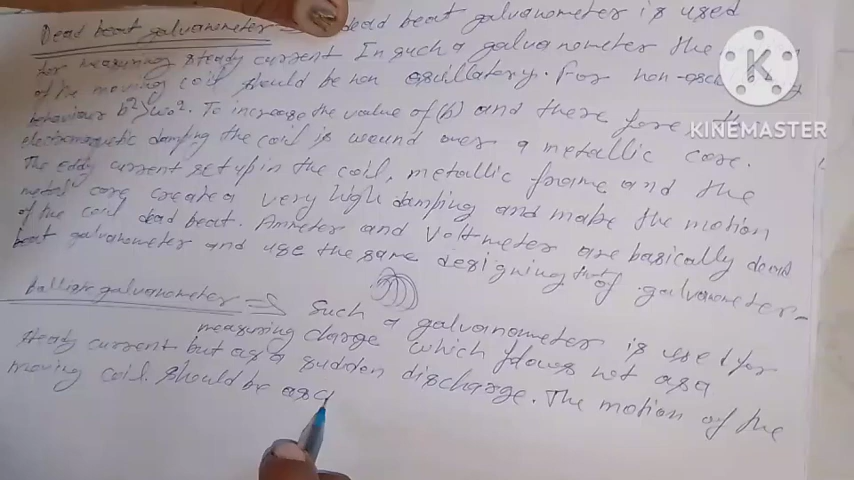 Dead beat galvanometer → dead beat galvanometer is used
for measuring steady current In such a galvanometer the
of the moving coil should be non oscillatory. For non-
behaviour b²>ω₀². To increase the value of (b) and there fore the
electromagnetic damping the coil is wound over a metallic core.
The Eddy current set up in the coil, metallic frame and the
metal core create a very high damping and make the motion
of the coil dead beat. Ammeter and Voltmeter are basically dead
beat galvanometer and use the same designing that of galvanometer-
Ballistic galvanometer ⇒ Such a galvanometer is used for
measuring charge which flows not as a
steady current but as a sudden discharge. The motion of the
moving coil should be
KINEMASTER
K